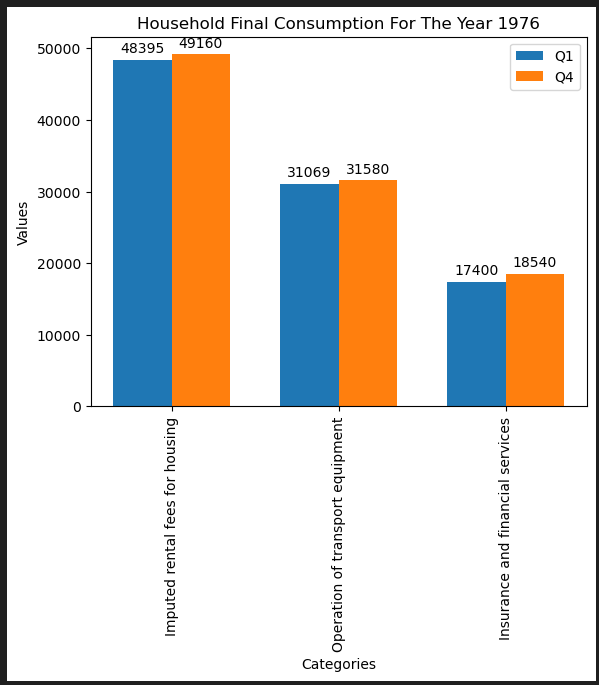 Household Final Consumption For The Year 1976
Q1
Q4
Values
50000
40000
30000
20000
10000
0
48395
49160
31069
31580
17400
18540
Imputed rental fees for housing
Operation of transport equipment
Insurance and financial services
Categories